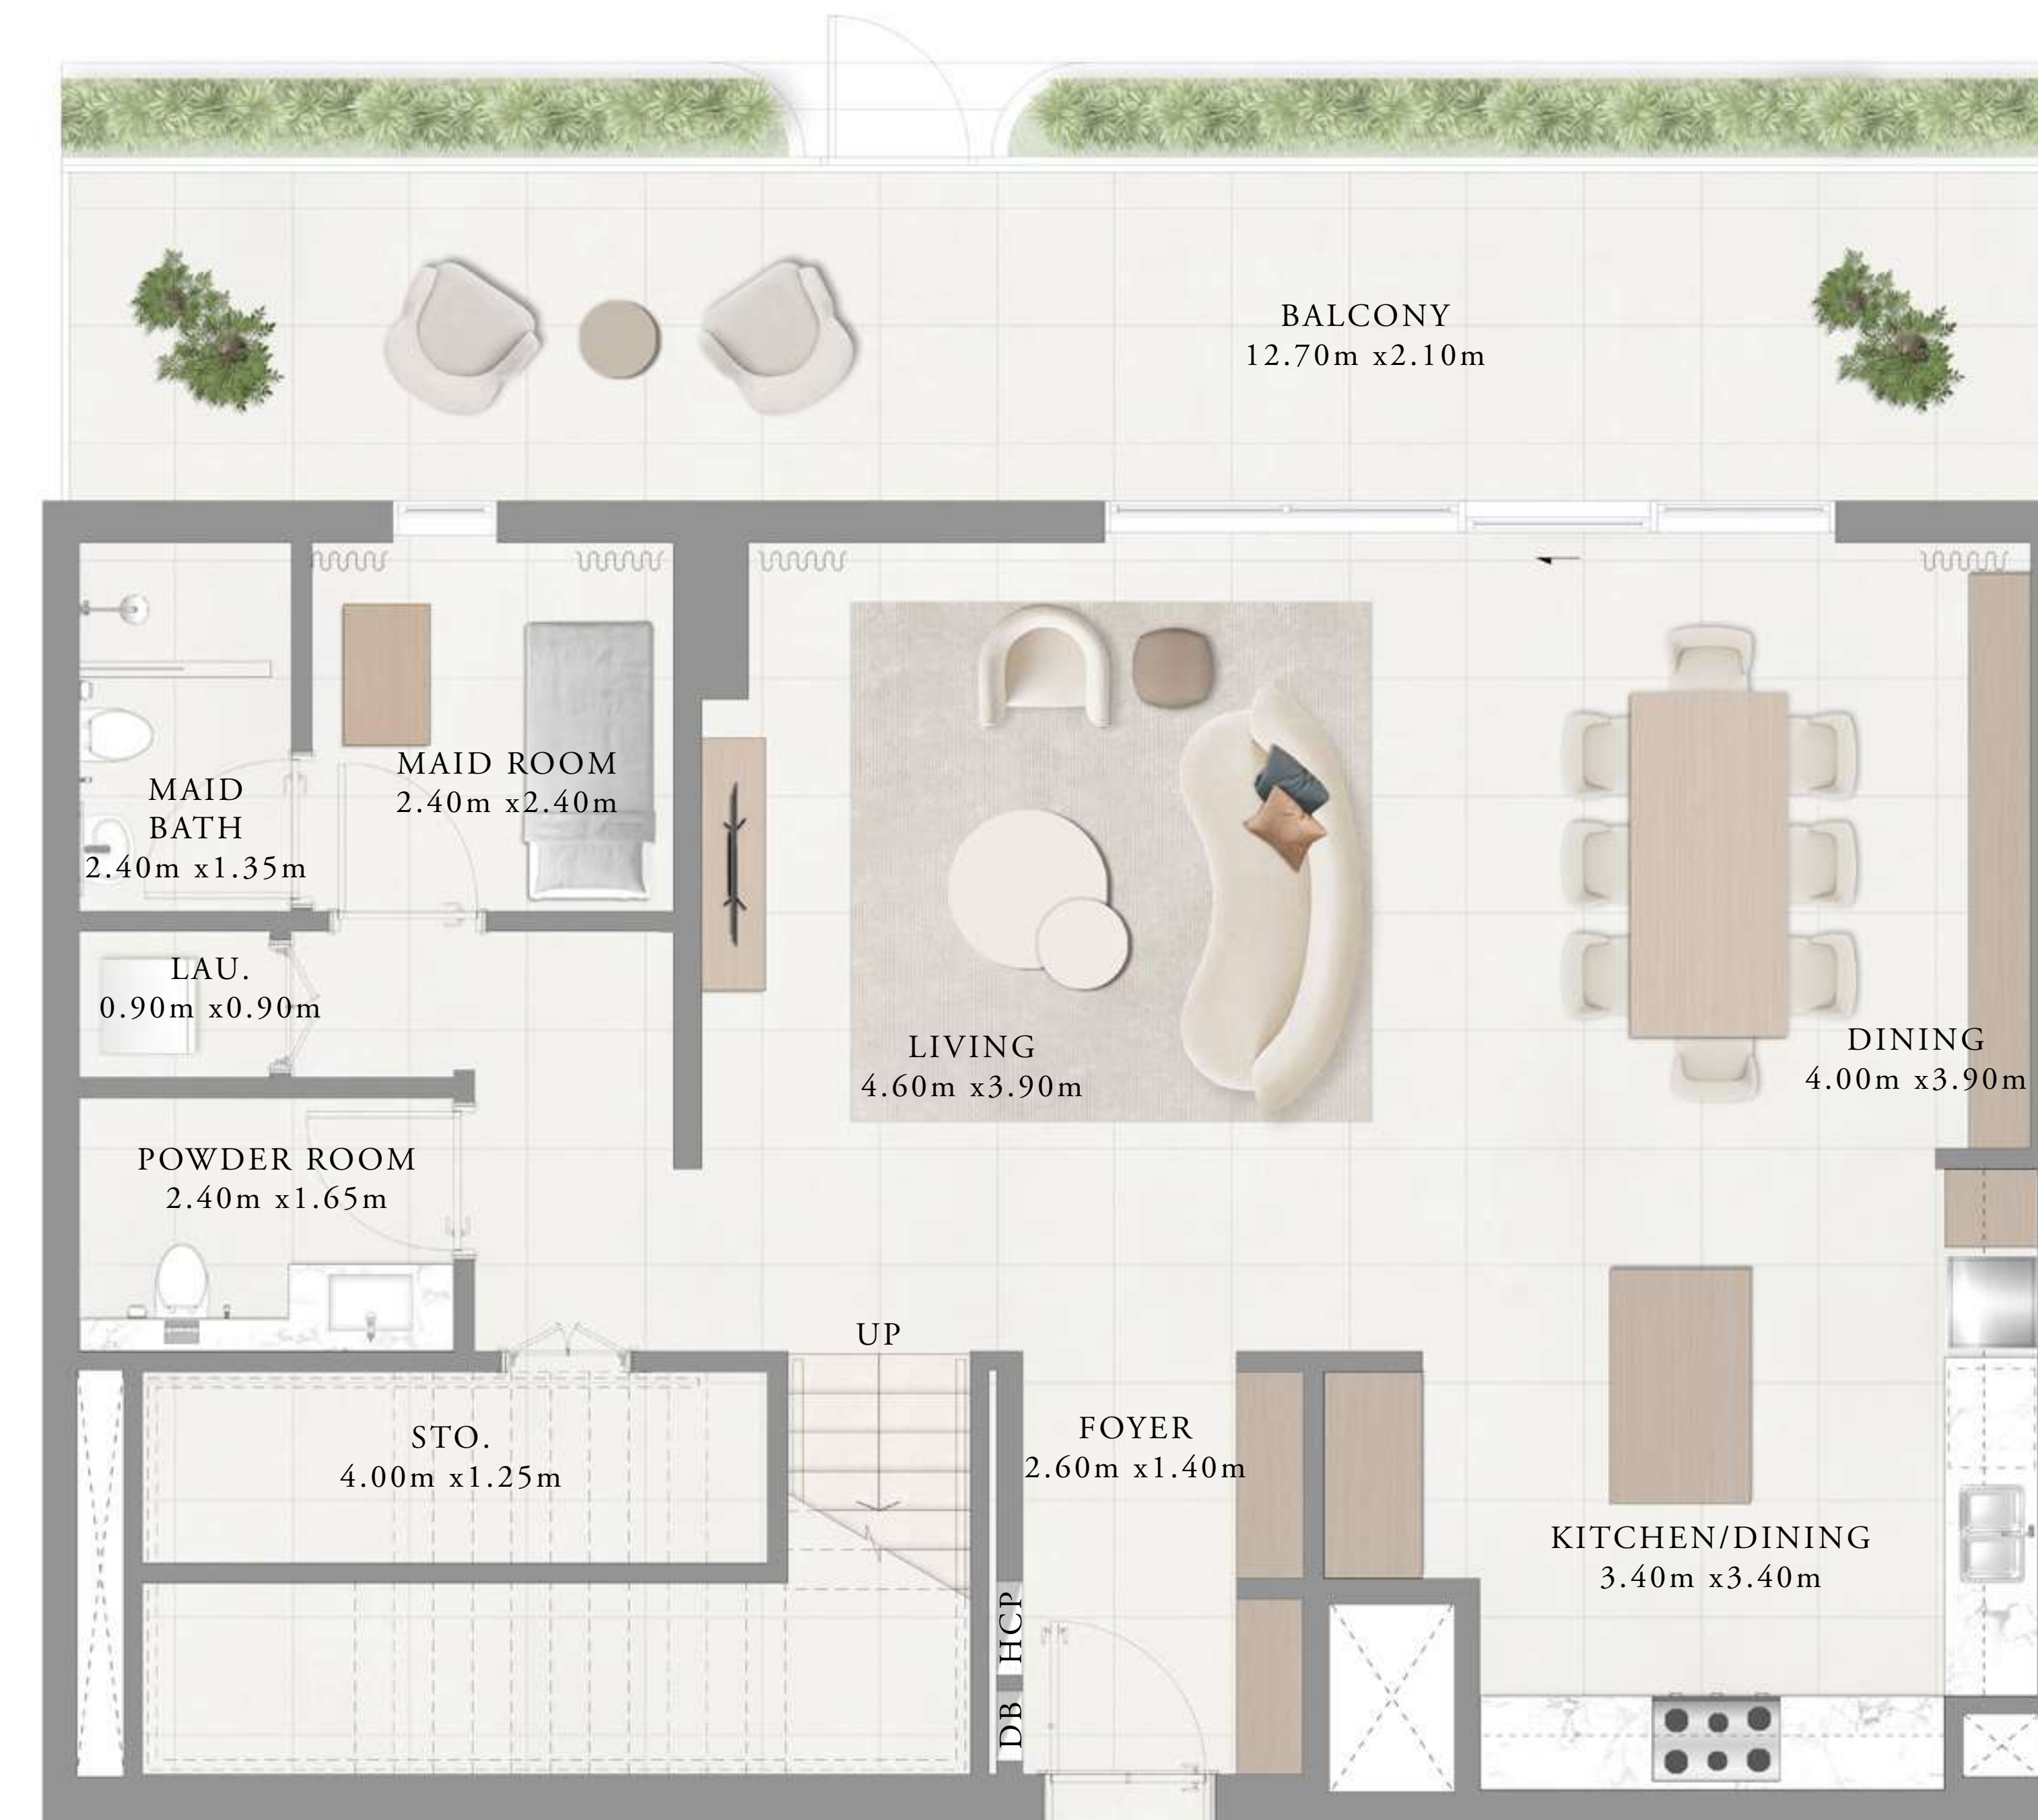 BALCONY
12.70m x2.10m
MAID ROOM
2.40m x2.40m
MAID
BATH
2.40m x1.35m
LAU.
0.90m x0.90m
LIVING
4.60m x3.90m
DINING
4.00m x3.90m
POWDER ROOM
2.40m x1.65m
UP
STO.
4.00m x1.25m
FOYER
2.60m x1.40m
KITCHEN/DINING
3.40m x3.40m
HCP
DB